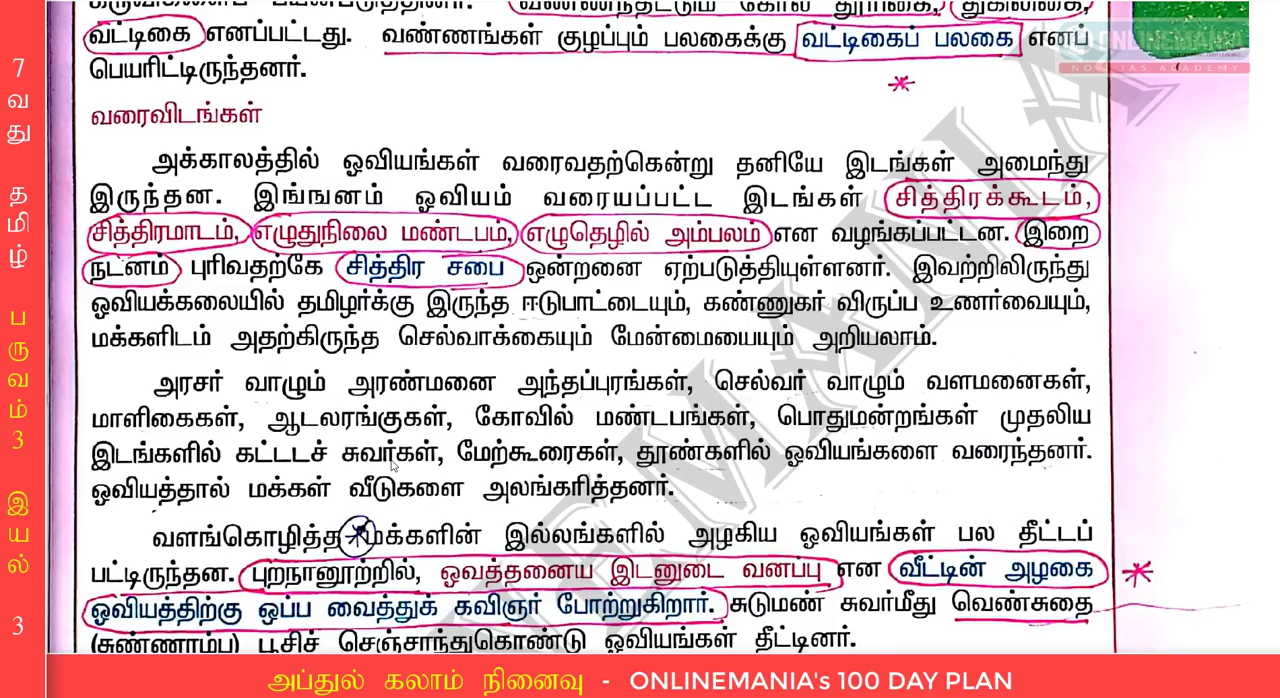 வண்ணந்தீட்டும் கோல் தூரிகை, துகிலிகை,
வட்டிகை எனப்பட்டது. வண்ணங்கள் குழப்பும் பலகைக்கு வட்டிகைப் பலகை எனப்
பெயரிட்டிருந்தனர்.
வரைவிடங்கள்
அக்காலத்தில் ஓவியங்கள் வரைவதற்கென்று தனியே இடங்கள் அமைந்து
இருந்தன. இங்ஙனம் ஓவியம் வரையப்பட்ட இடங்கள் சித்திரக்கூடம்,
சித்திரமாடம், எழுதுநிலை மண்டபம், எழுதெழில் அம்பலம் என வழங்கப்பட்டன. இறை
நடனம் புரிவதற்கே சித்திர சபை ஒன்றனை ஏற்படுத்தியுள்ளனர். இவற்றிலிருந்து
ஓவியக்கலையில் தமிழர்க்கு இருந்த ஈடுபாட்டையும், கண்ணுகர் விருப்ப உணர்வையும்,
மக்களிடம் அதற்கிருந்த செல்வாக்கையும் மேன்மையையும் அறியலாம்.
அரசர் வாழும் அரண்மனை அந்தப்புரங்கள், செல்வர் வாழும் வளமனைகள்,
மாளிகைகள், ஆடலரங்குகள், கோவில் மண்டபங்கள், பொதுமன்றங்கள் முதலிய
இடங்களில் கட்டடச் சுவர்கள், மேற்கூரைகள், தூண்களில் ஓவியங்களை வரைந்தனர்.
ஓவியத்தால் மக்கள் வீடுகளை அலங்கரித்தனர்.
வளங்கொழித்த மக்களின் இல்லங்களில் அழகிய ஓவியங்கள் பல தீட்டப்
பட்டிருந்தன. புறநானூற்றில், ஓவத்தனைய இடனுடை வனப்பு என வீட்டின் அழகை
ஓவியத்திற்கு ஒப்ப வைத்துக் கவிஞர் போற்றுகிறார். சுடுமண் சுவர்மீது வெண்சுதை
(சுண்ணாம்பு) பூசிச் செஞ்சாந்துகொண்டு ஓவியங்கள் தீட்டினர்.
7வது தமிழ் பருவம் 3 இயல் 3
ONLINEMANIA
IAS ACADEMY
அப்துல் கலாம் நினைவு - ONLINEMANIA's 100 DAY PLAN